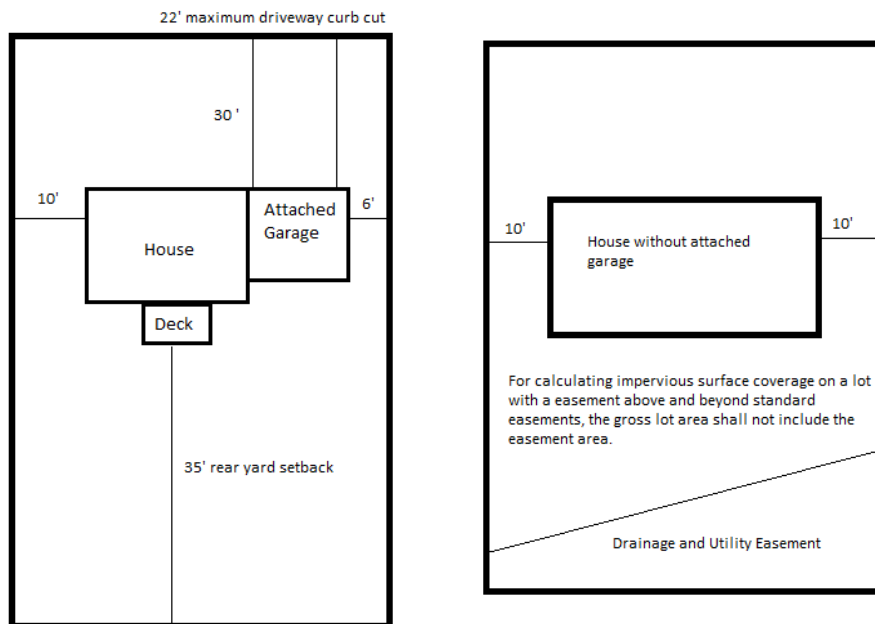 22' maximum driveway curb cut
30 '
10'
6'
Attached
Garage
House
Deck
35' rear yard setback
10'
10'
House without attached
garage
For calculating impervious surface coverage on a lot
with a easement above and beyond standard
easements, the gross lot area shall not include the
easement area.
Drainage and Utility Easement